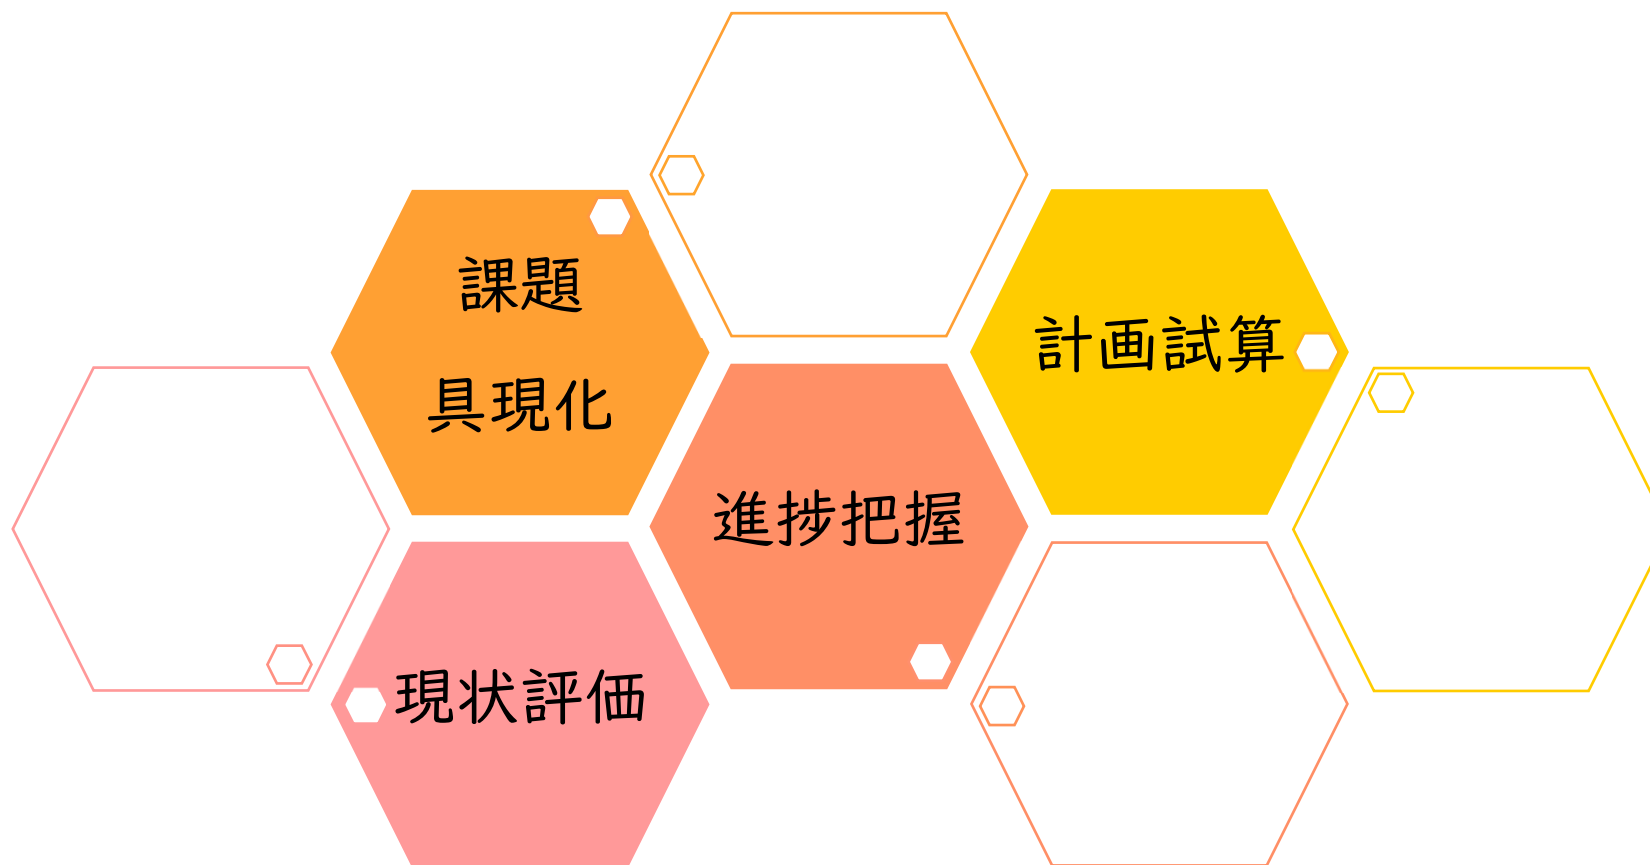 課題
具現化
計画試算
進捗把握
現状評価